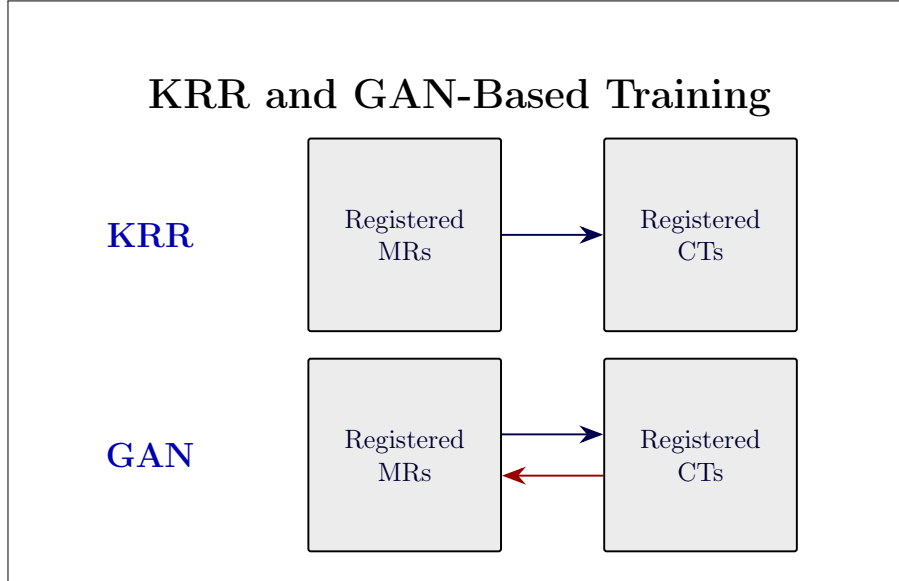 KRR and GAN-Based Training
KRR
Registered
MRs
Registered
CTs
GAN
Registered
MRs
Registered
CTs